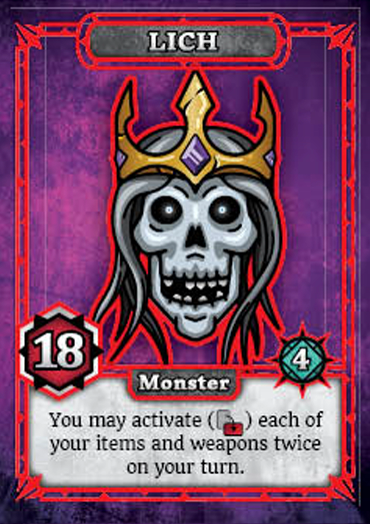 LICH
18
4
Monster
You may activate ( ) each of
your items and weapons twice
on your turn.